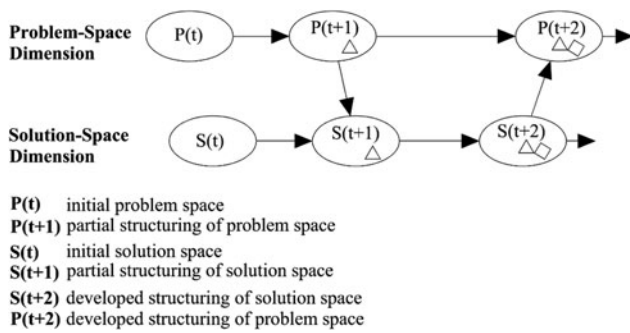 Problem-Space
Dimension
P(t)
P(t+1)
P(t+2)
Solution-Space
Dimension
S(t)
S(t+1)
S(t+2)
P(t) initial problem space
P(t+1) partial structuring of problem space
S(t) initial solution space
S(t+1) partial structuring of solution space
S(t+2) developed structuring of solution space
P(t+2) developed structuring of problem space